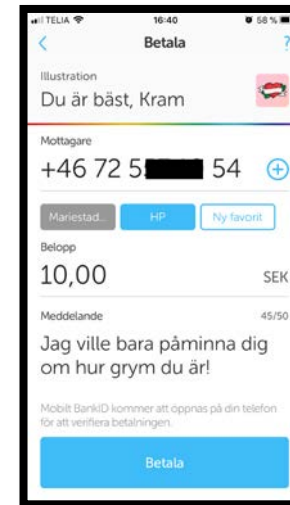 TELIA 16:40 58 %
Betala ?
Illustration
Du är bäst, Kram
Mottagare
+46 72 5 54
Mariestad... HP Ny favorit
Belopp
10,00 SEK
Meddelande 45/50
Jag ville bara påminna dig
om hur grym du är!
Mobilt BankID kommer att öppnas på din telefon
för att verifiera betalningen.
Betala